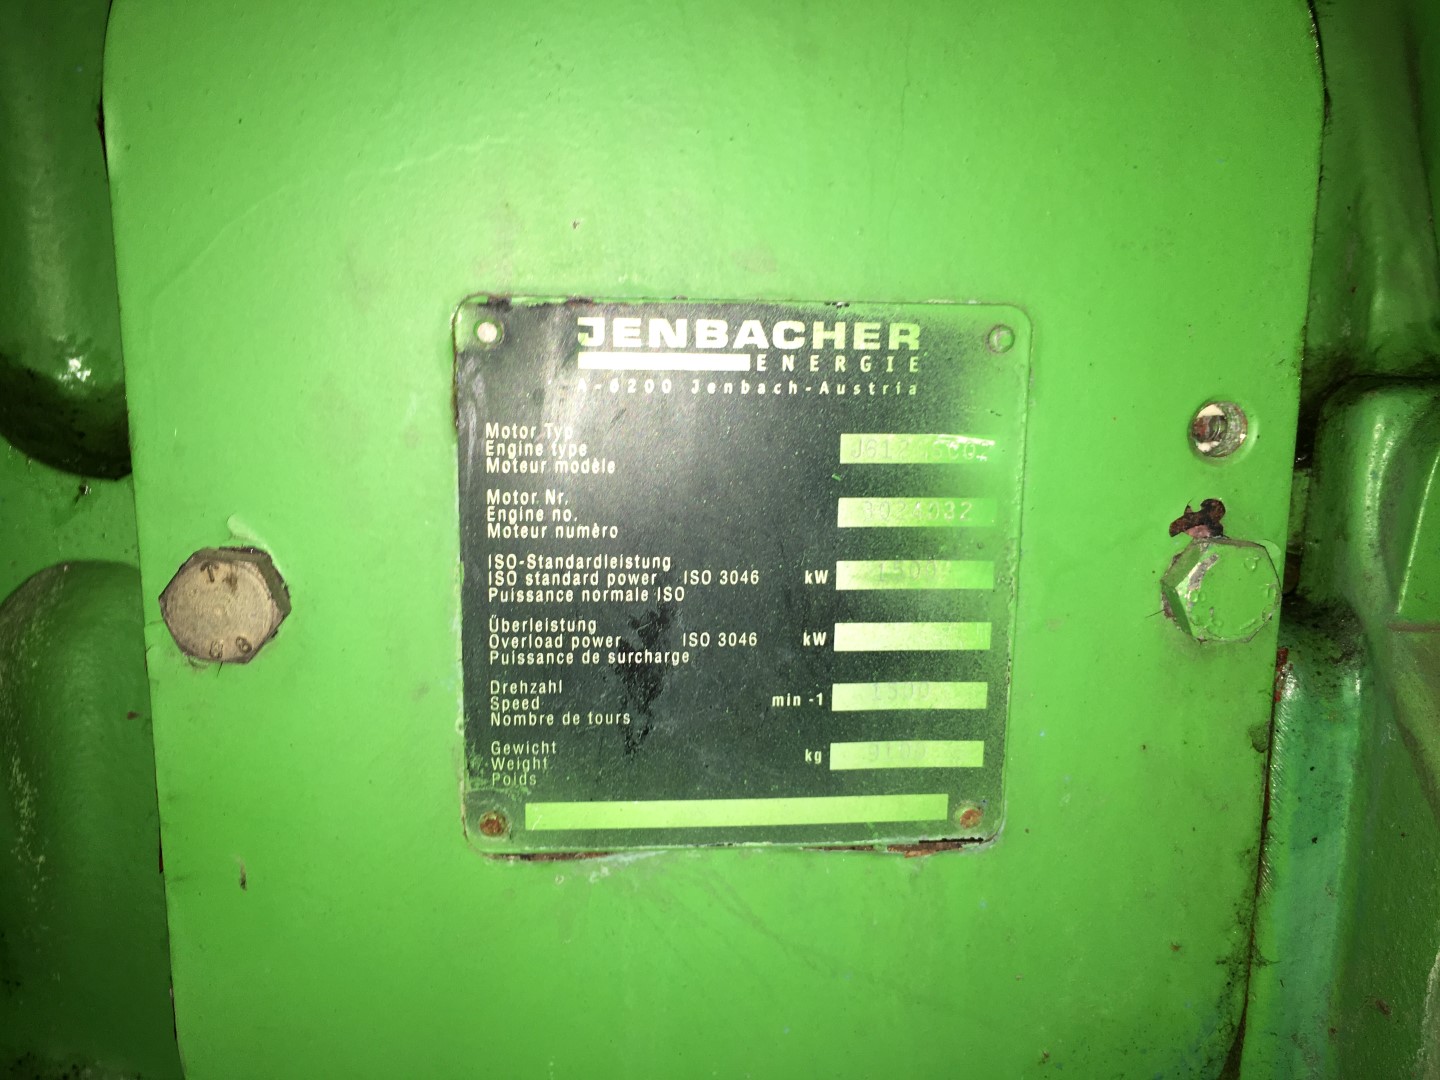 JENBACHER
ENERGIE
A-6200 Jenbach-Austria
Motor Typ
Engine type
Moteur modèle
Motor Nr.
Engine no.
Moteur numèro
ISO-Standardleistung
ISO standard power ISO 3046 kW
Puissance normale ISO
Überleistung
Overload power ISO 3046 kW
Puissance de surcharge
Drehzahl
Speed min -1 1500
Nombre de tours
Gewicht
Weight kg
Poids